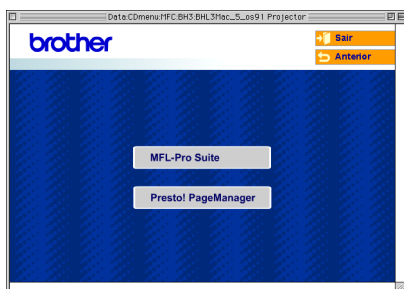 Data:CDmenu:MFC:BH3:BHL3Mac_5_os91 Projector
brother
Sair
Anterior
MFL-Pro Suite
Presto! PageManager